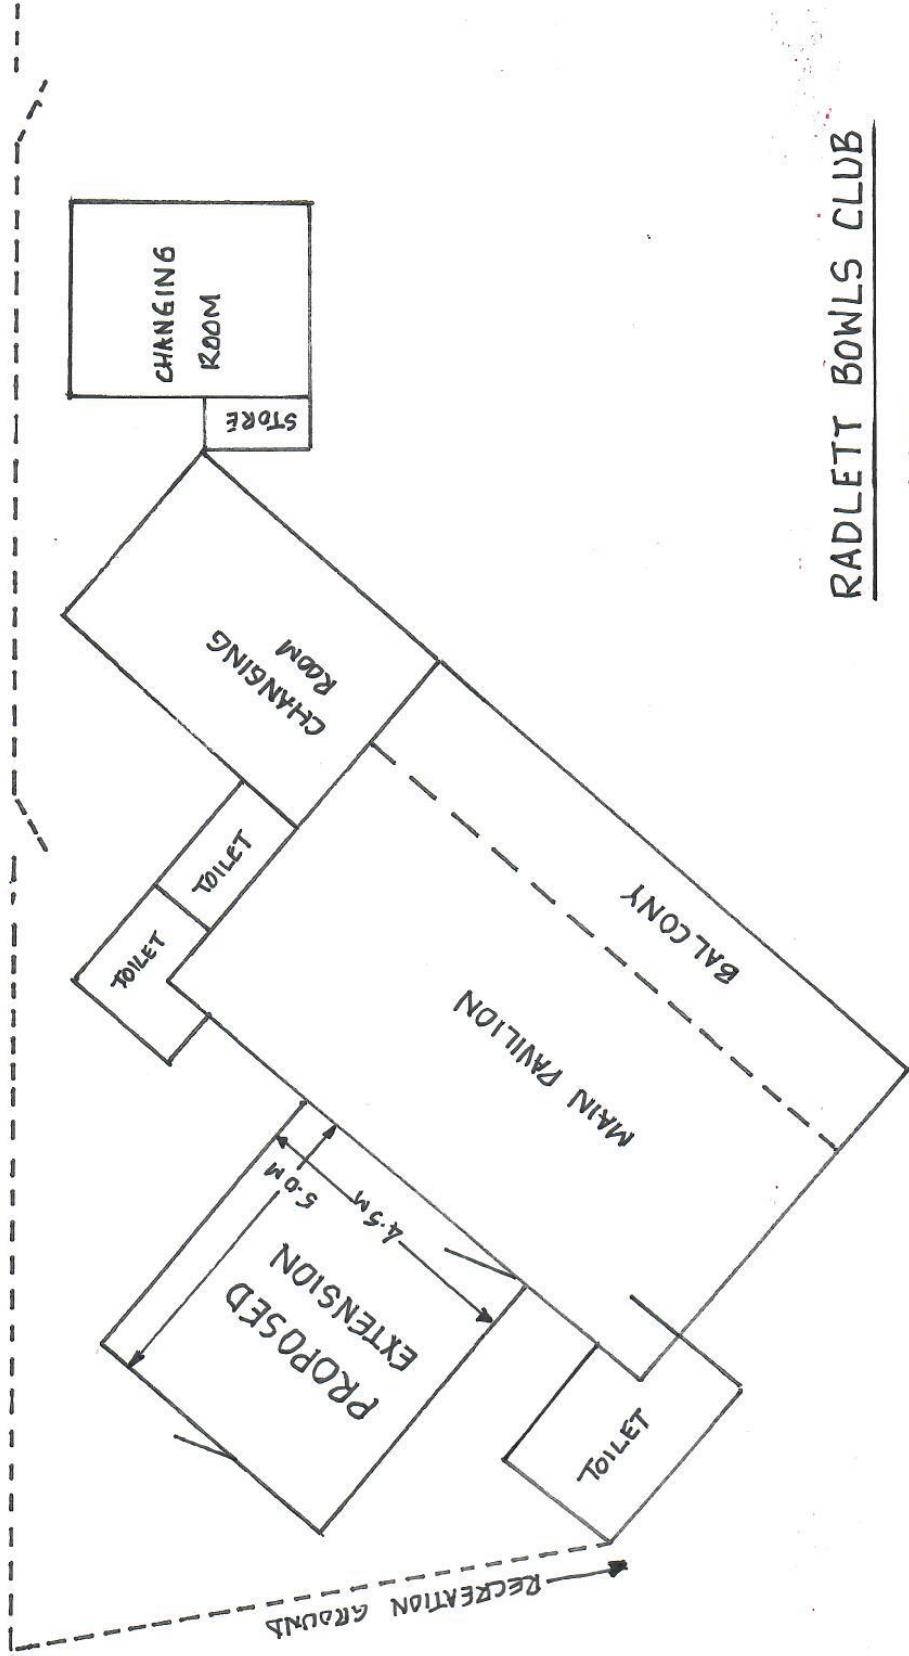 CHANGING
ROOM
STORE
CHANGING
ROOM
TOILET
TOILET
BALCONY
MAIN PAVILION
5.0M
4.5M
PROPOSED
EXTENSION
TOILET
RECREATION GROUND
RADLETT BOWLS CLUB